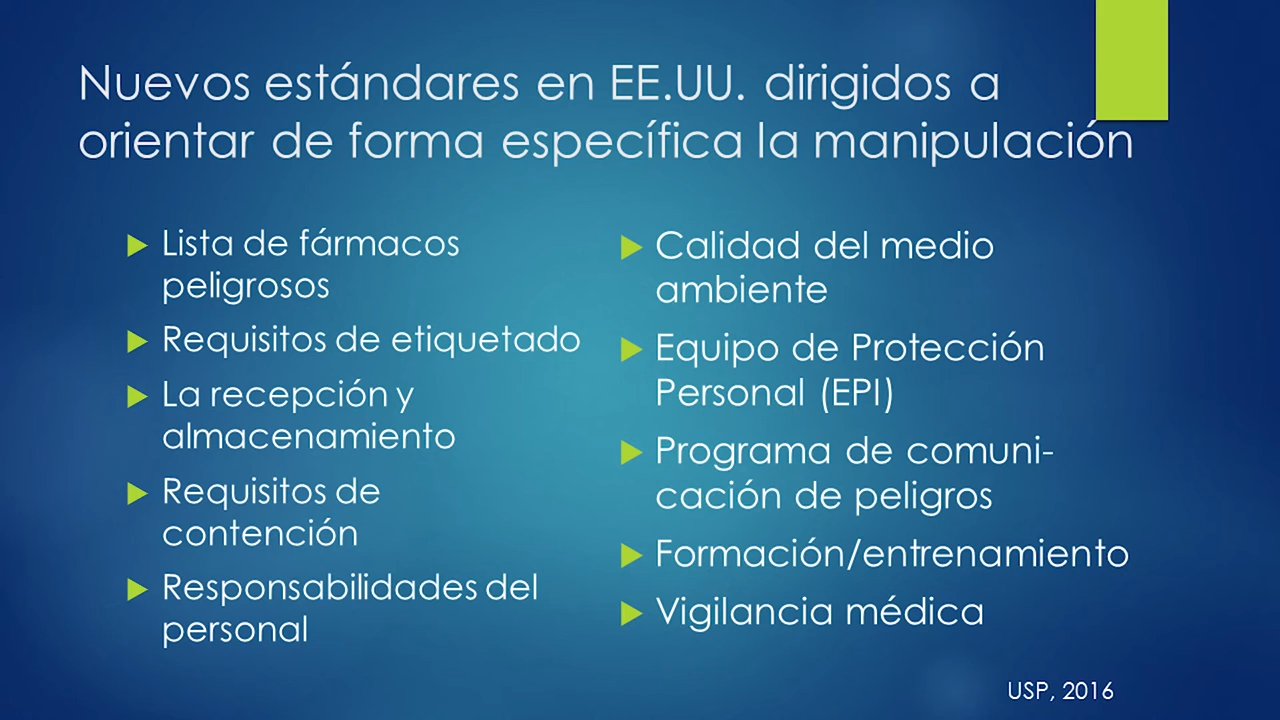 Nuevos estándares en EE.UU. dirigidos a
orientar de forma específica la manipulación
Lista de fármacos
peligrosos
Requisitos de etiquetado
La recepción y
almacenamiento
Requisitos de
contención
Responsabilidades del
personal
Calidad del medio
ambiente
Equipo de Protección
Personal (EPI)
Programa de comuni-
cación de peligros
Formación/entrenamiento
Vigilancia médica
USP, 2016